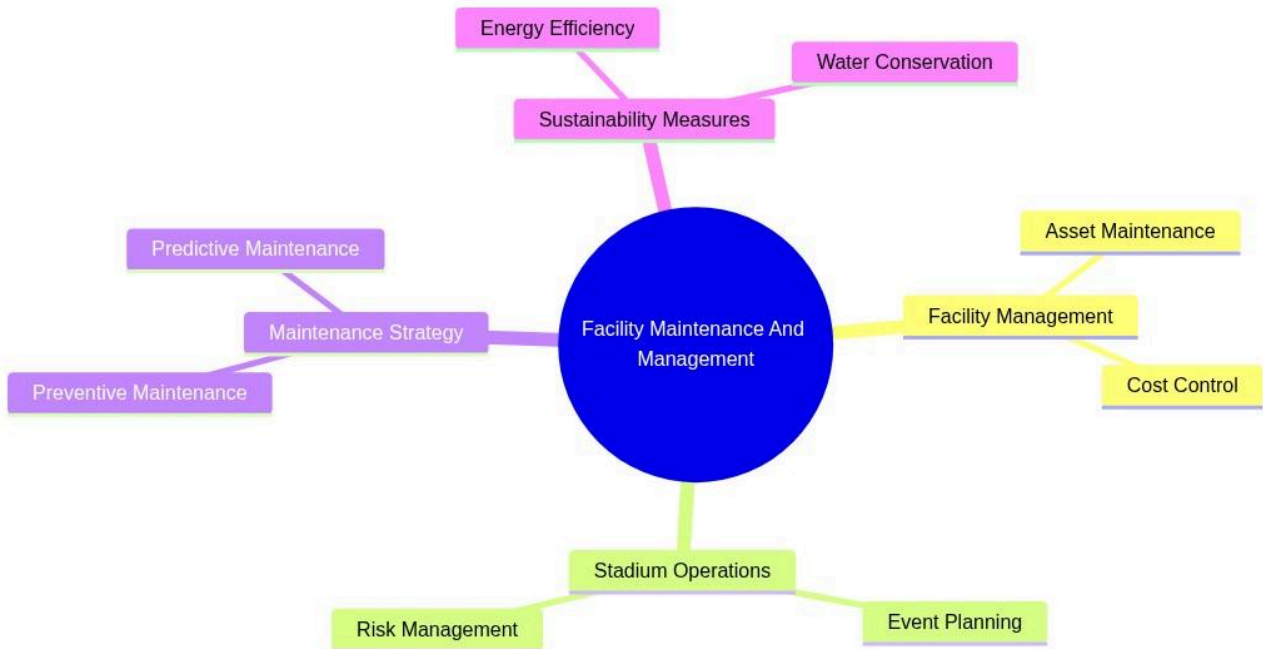 Energy Efficiency
Water Conservation
Sustainability Measures
Predictive Maintenance
Maintenance Strategy
Preventive Maintenance
Facility Maintenance And
Management
Asset Maintenance
Facility Management
Cost Control
Stadium Operations
Risk Management
Event Planning